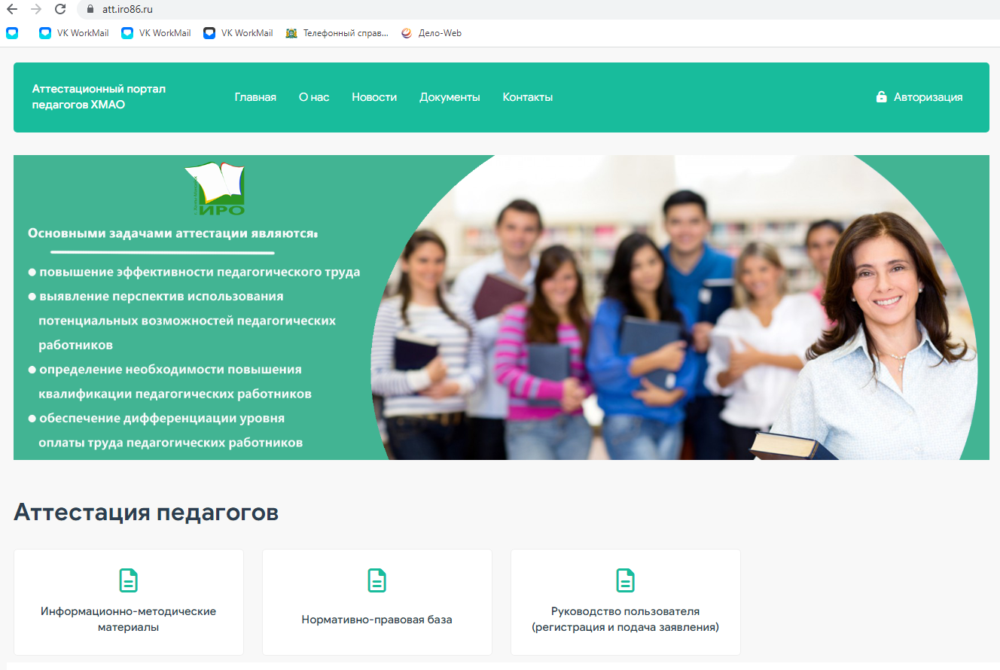 att.iro86.ru
VK WorkMail
VK WorkMail
VK WorkMail
Телефонный справ...
Дело-Web
Аттестационный портал
педагогов ХМАО
Главная
О нас
Новости
Документы
Контакты
Авторизация
ИРО
Основными задачами аттестации являются:
● повышение эффективности педагогического труда
● выявление перспектив использования
потенциальных возможностей педагогических
работников
● определение необходимости повышения
квалификации педагогических работников
● обеспечение дифференциации уровня
оплаты труда педагогических работников
Аттестация педагогов
Информационно-методические
материалы
Нормативно-правовая база
Руководство пользователя
(регистрация и подача заявления)